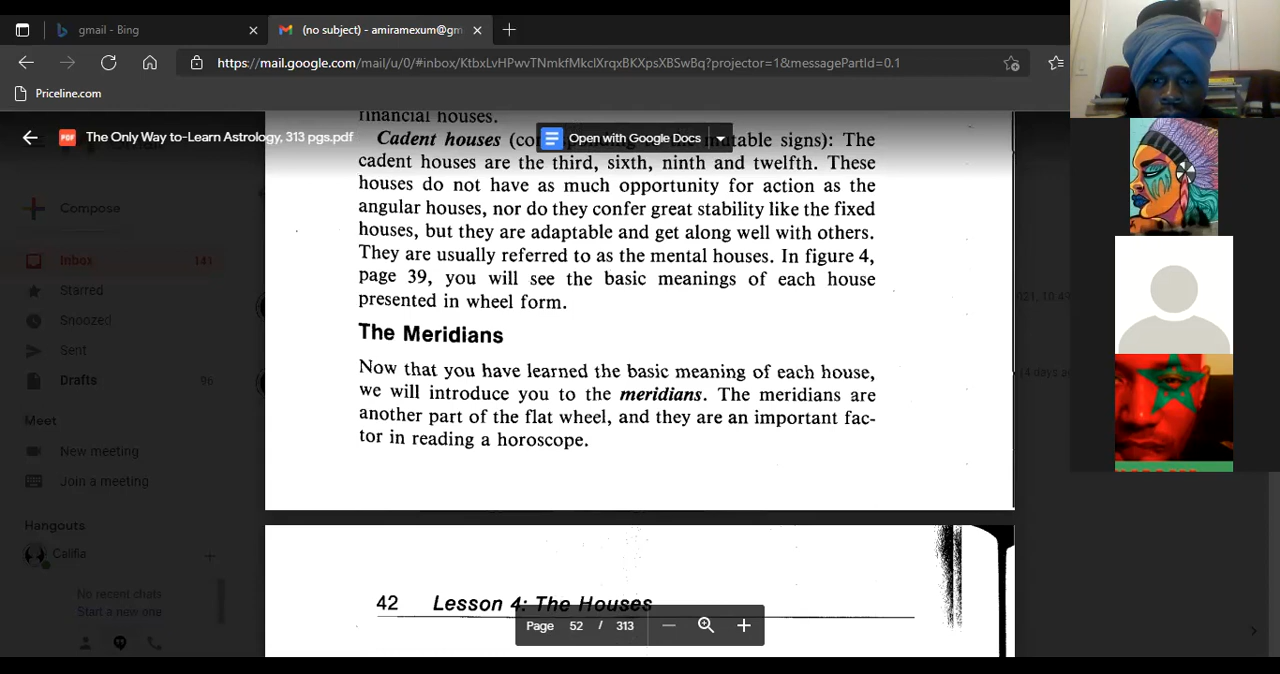 gmail - Bing
(no subject) - amiramexum@gm
https://mail.google.com/mail/u/0/#inbox/KtbxLvHPwvTNmkfMkclXrqxBKXpsXBSwBq?projector=1&messagePartId=0.1
Priceline.com
financial houses.
The Only Way to-Learn Astrology, 313 pgs.pdf
Open with Google Docs
Cadent houses mutable signs): The
cadent houses are the third, sixth, ninth and twelfth. These
houses do not have as much opportunity for action as the
angular houses, nor do they confer great stability like the fixed
houses, but they are adaptable and get along well with others.
They are usually referred to as the mental houses. In figure 4,
page 39, you will see the basic meanings of each house
presented in wheel form.
The Meridians
Now that you have learned the basic meaning of each house,
we will introduce you to the meridians. The meridians are
another part of the flat wheel, and they are an important fac-
tor in reading a horoscope.
42 Lesson 4: The Houses
Page 52 / 313
Compose
Inbox 141
Starred
Snoozed
Sent
Drafts 96
Meet
New meeting
Join a meeting
Hangouts
Califia
No recent chats
Start a new one